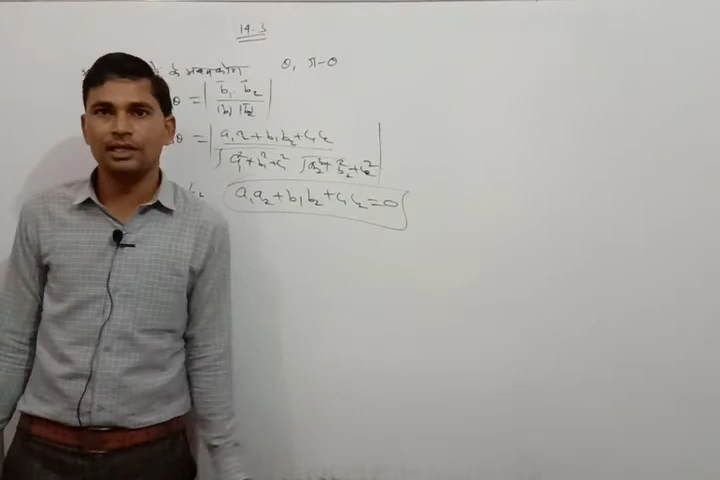 14.3
के मध्य कोण θ, π-θ
θ = | b̄₁ . b̄₂ / |b̄₁| |b̄₂| |
θ = | a₁a₂ + b₁b₂ + c₁c₂ / √a₁² + b₁² + c₁² √a₂² + b₂² + c₂² |
a₁a₂ + b₁b₂ + c₁c₂ = 0